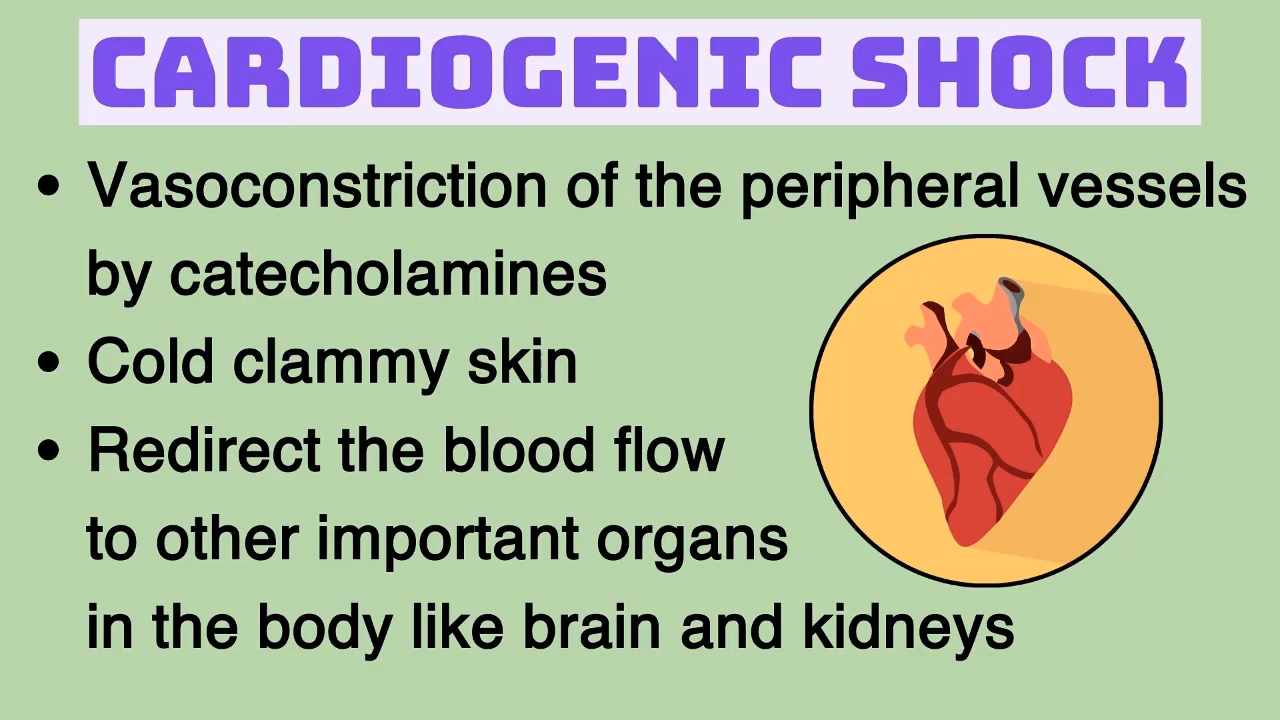 CARDIOGENIC SHOCK
• Vasoconstriction of the peripheral vessels
by catecholamines
• Cold clammy skin
• Redirect the blood flow
to other important organs
in the body like brain and kidneys